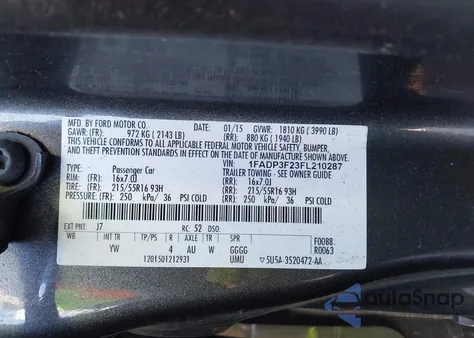 MFD. BY FORD MOTOR CO.
01/15 GVWR: 1810 KG ( 3990 LB)
GAWR: (FR): 972 KG ( 2143 LB) (RR): 880 KG ( 1940 LB)
THIS VEHICLE CONFORMS TO ALL APPLICABLE FEDERAL MOTOR VEHICLE SAFETY, BUMPER, AND
THEFT PREVENTION STANDARDS IN EFFECT ON THE DATE OF MANUFACTURE SHOWN ABOVE.
VIN: 1FADP3F23FL210287
TYPE: Passenger Car TRAILER TOWING - SEE OWNER GUIDE
RIM: (FR) 16x7.0J (RR): 16x7.0J
TIRE: (FR) 215/55R16 93H (RR): 215/55R16 93H
PRESSURE: (FR) 250 kPa/ 36 PSI COLD (RR): 250 kPa/ 36 PSI COLD
EXT PNT: J7 RC: 52 DSO:
WB INT TR TP/PS R AXLE TR SPR
F0088
YW 4 AU W GGGG
R0063
1201501212931 UMU 5U5A-3520472-AA
autoSnap